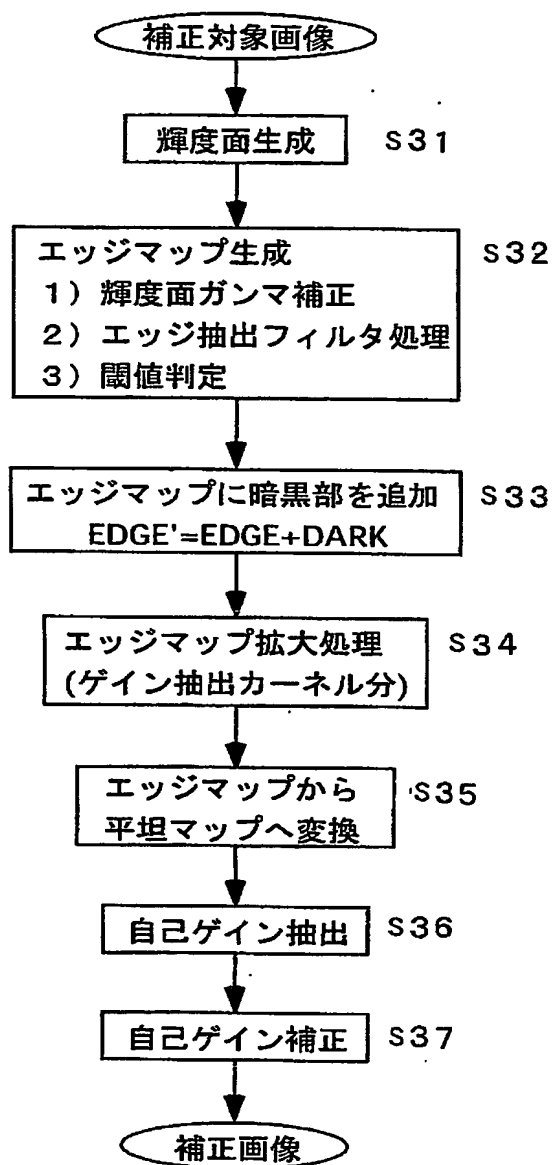 補正対象画像
輝度面生成 S31
エッジマップ生成 S32
1) 輝度面ガンマ補正
2) エッジ抽出フィルタ処理
3) 閾値判定
エッジマップに暗黒部を追加 S33
EDGE'=EDGE+DARK
エッジマップ拡大処理 S34
(ゲイン抽出カーネル分)
エッジマップから S35
平坦マップへ変換
自己ゲイン抽出 S36
自己ゲイン補正 S37
補正画像